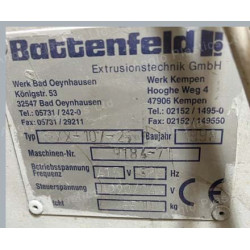 Battenfeld
Extrusionstechnik GmbH
Werk Bad Oeynhausen
Königstr. 53
32547 Bad Oeynhausen
Tel.: 05731 / 242-0
Fax: 05731 / 29211
Werk Kempen
Hooghe Weg 4
47906 Kempen
Tel.: 02152 / 1495-0
Fax: 02152 / 149550
Typ
Baujahr
Maschinen-Nr.
Betriebsspannung
Frequenz
Steuerspannung